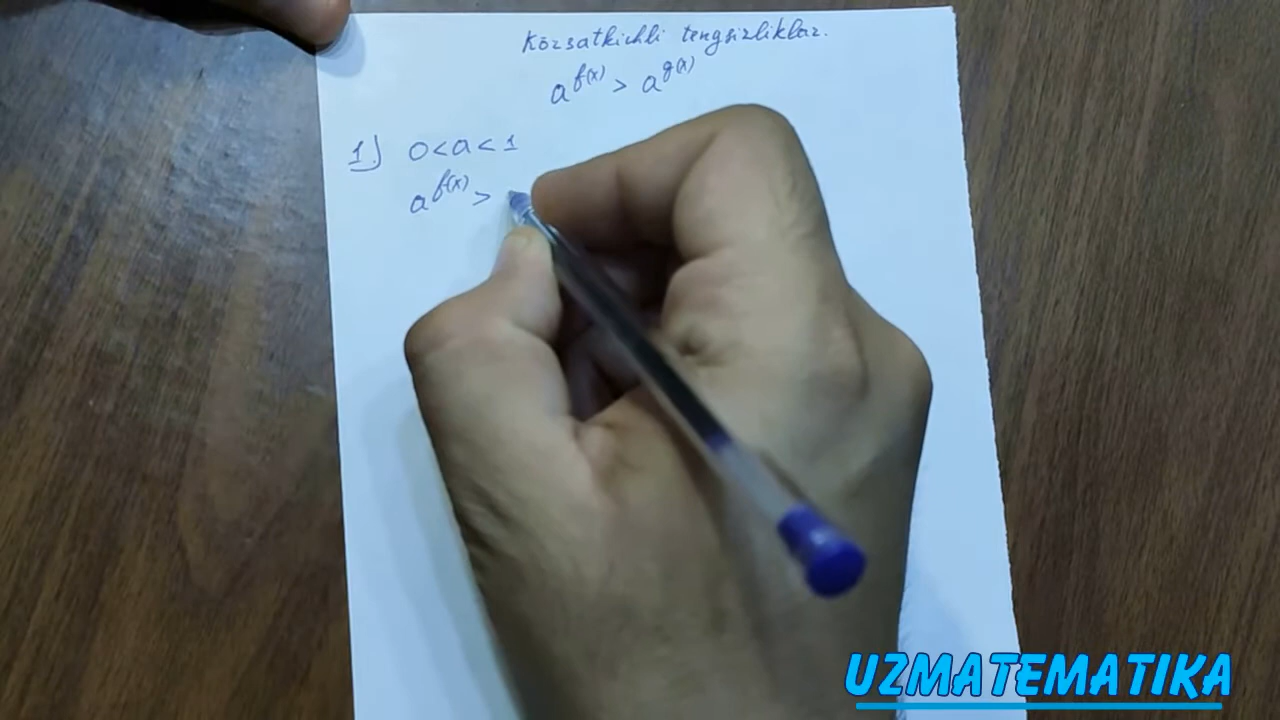 Ko'rsatkichli tengsizliklar.
a^f(x) > a^g(x)
1.) 0<a<1
a^f(x) >
UZMATEMATIKA